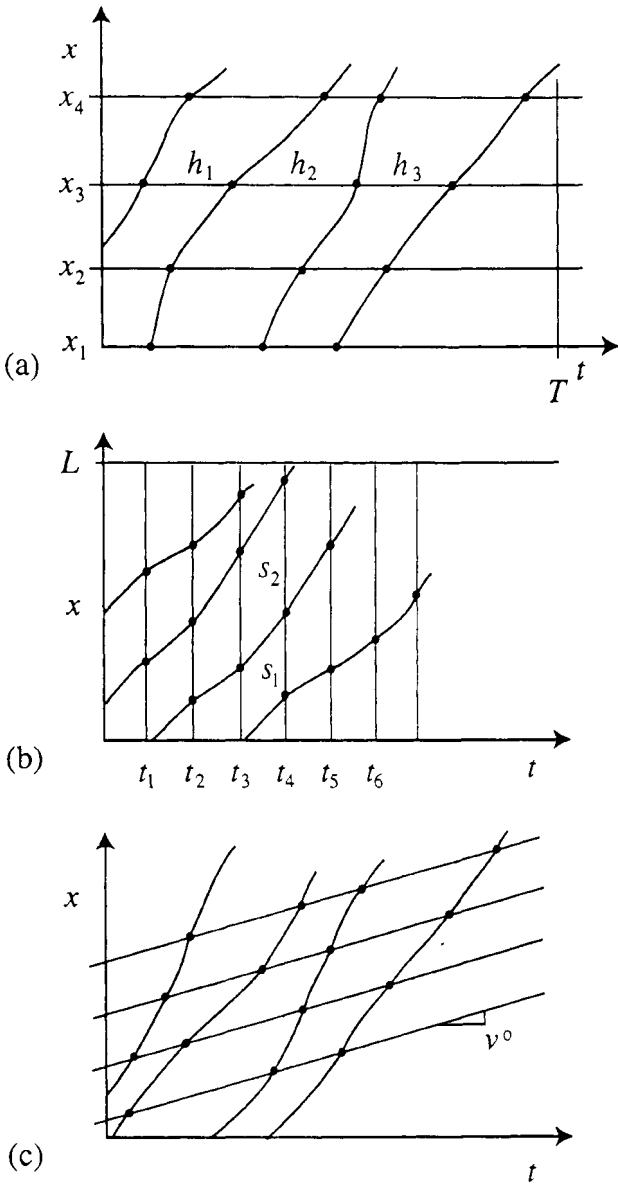 x
x₄
h₁ h₂ h₃
x₃
x₂
x₁
(a)
T t
L
s₂
x
s₁
(b)
t₁ t₂ t₃ t₄ t₅ t₆ t
x
v°
(c)
t